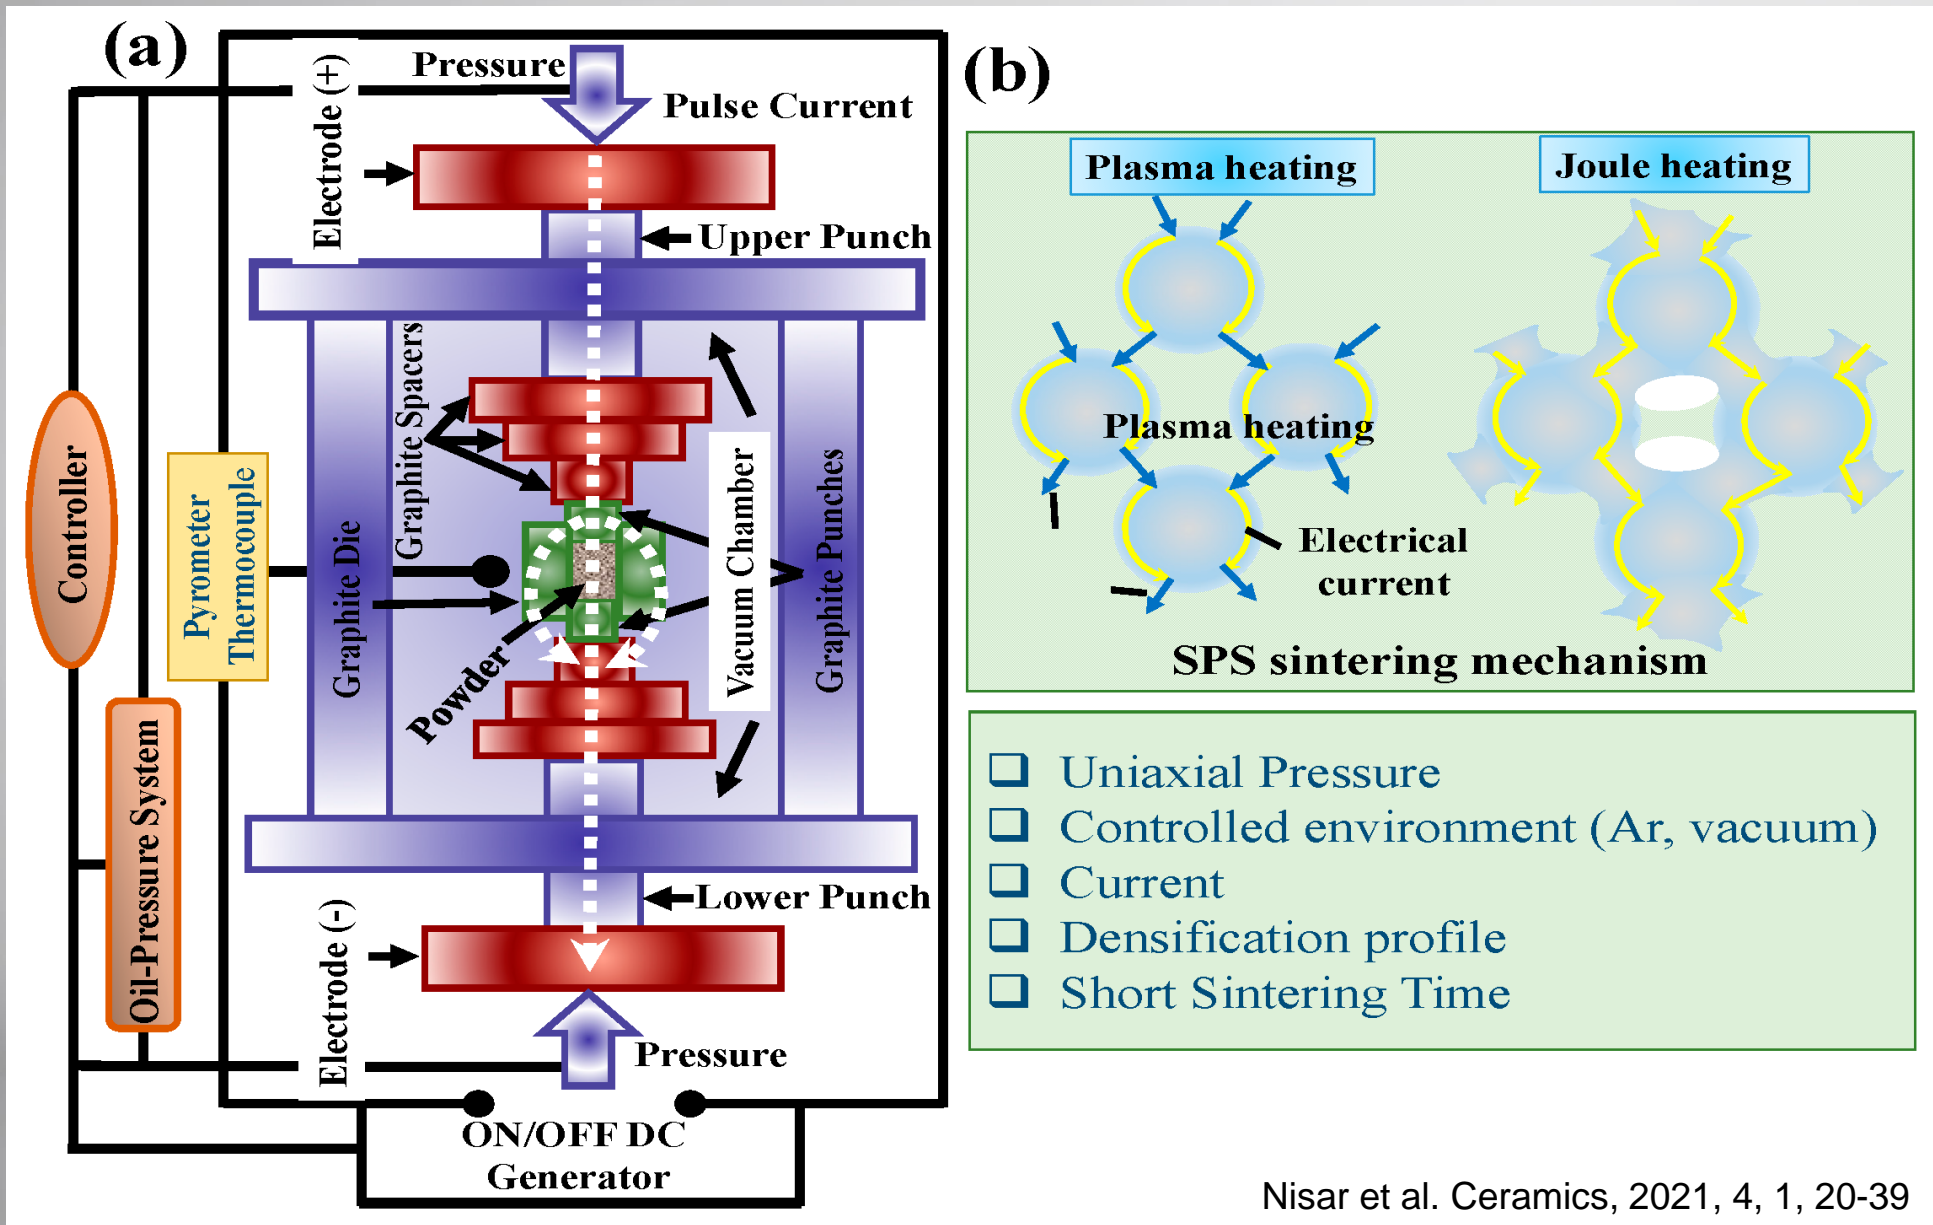 (a)
Pressure
Pulse Current
Electrode (+)
Upper Punch
Graphite Spacers
Controller
Pyrometer
Thermocouple
Graphite Die
Vacuum Chamber
Graphite Punches
Powder
Oil-Pressure System
Lower Punch
Electrode (-)
Pressure
ON/OFF DC
Generator
(b)
Plasma heating
Joule heating
Plasma heating
Electrical
current
SPS sintering mechanism
Uniaxial Pressure
Controlled environment (Ar, vacuum)
Current
Densification profile
Short Sintering Time
Nisar et al. Ceramics, 2021, 4, 1, 20-39